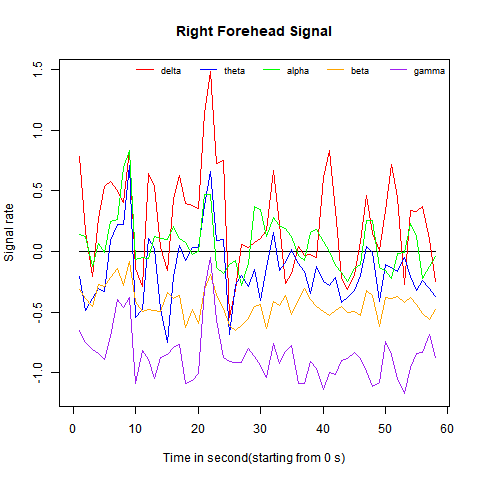 Right Forehead Signal
delta theta alpha beta gamma
Signal rate
1.5
1.0
0.5
0.0
-0.5
-1.0
0 10 20 30 40 50 60
Time in second(starting from 0 s)